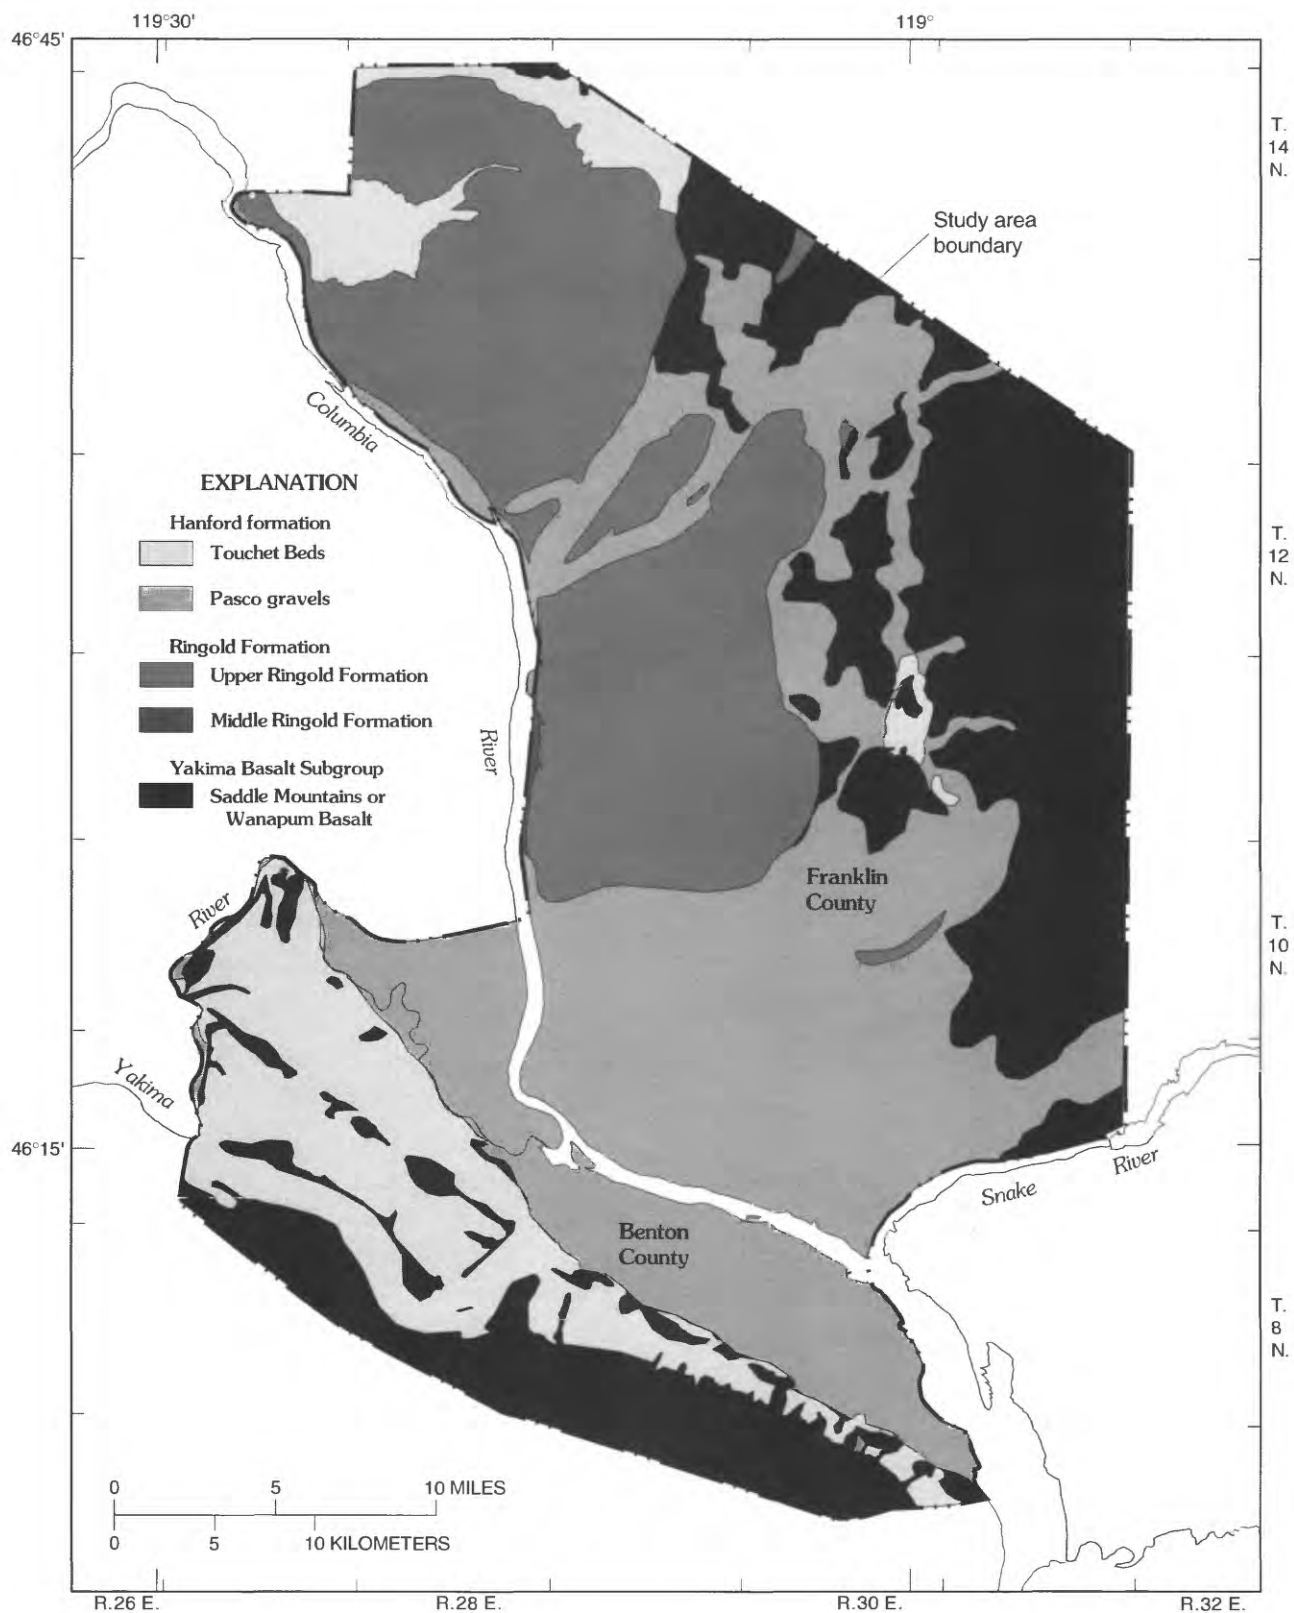 119°30'
119°
46°45'
T.
14
N.
Study area
boundary
Columbia
EXPLANATION
Hanford formation
Touchet Beds
Pasco gravels
T.
12
N.
Ringold Formation
Upper Ringold Formation
Middle Ringold Formation
River
Yakima Basalt Subgroup
Saddle Mountains or
Wanapum Basalt
Franklin
County
River
T.
10
N.
Yakima
46°15'
River
Snake
Benton
County
T.
8
N.
0 5 10 MILES
0 5 10 KILOMETERS
R.26 E. R.28 E. R.30 E. R.32 E.